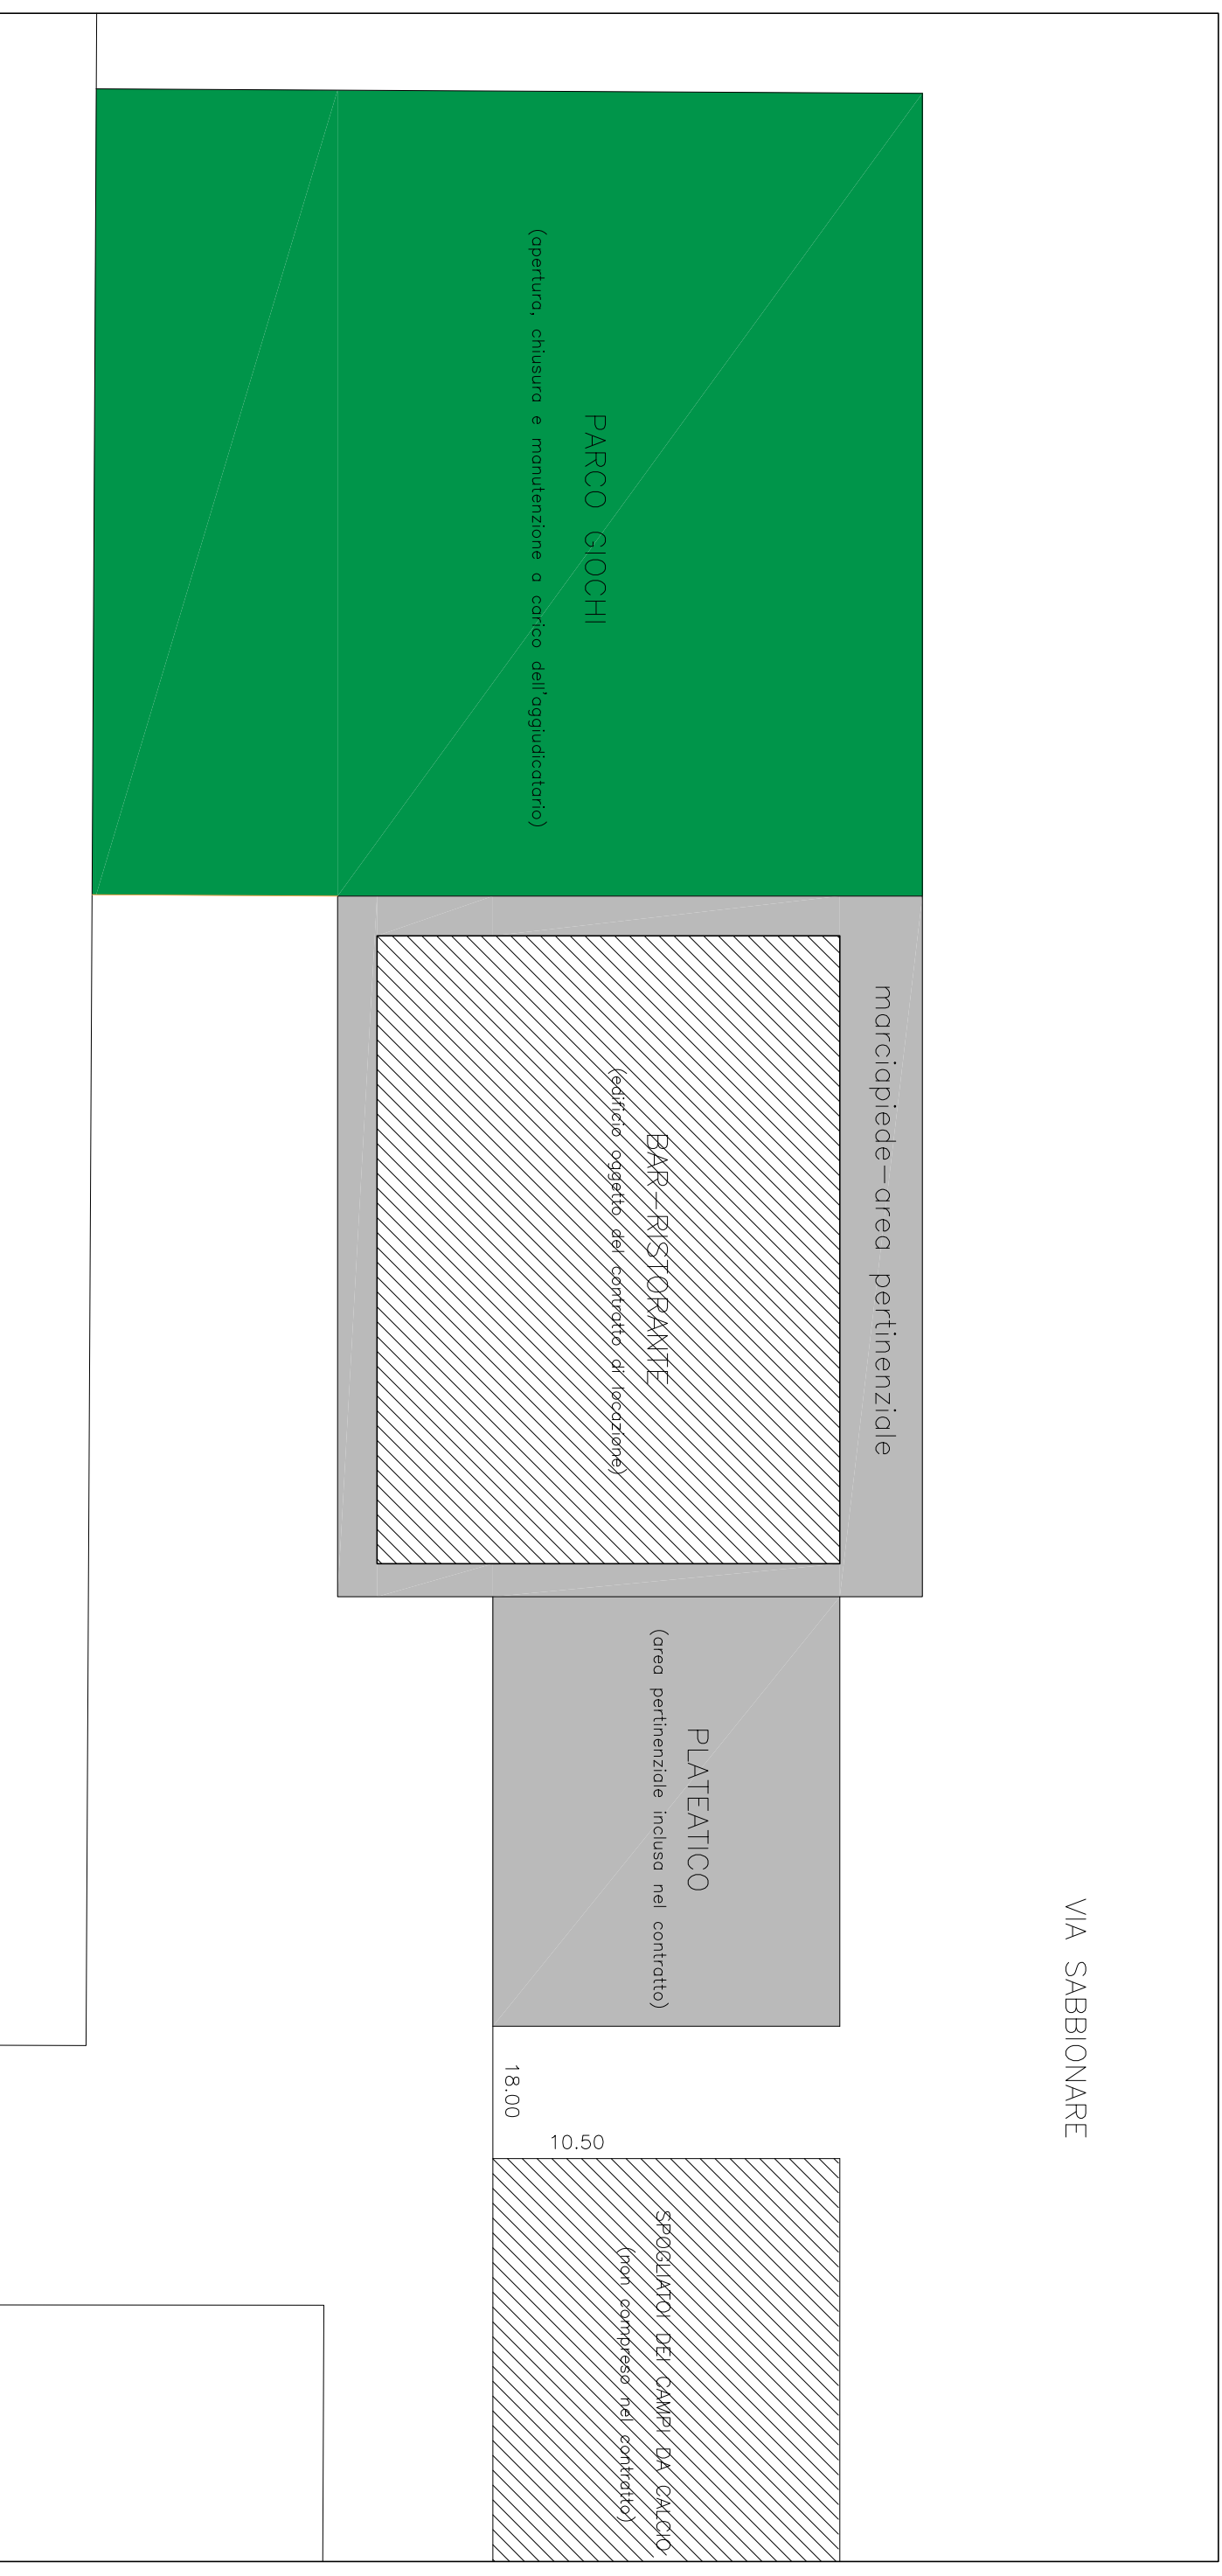 VIA SABBIONARE
marciapiede-area pertinenziale
PARCO GIOCHI
(apertura, chiusura e manutenzione a carico dell'aggiudicatario)
BAR-RISTORANTE
(edificio oggetto del contratto di locazione)
PLATEATICO
(area pertinenziale inclusa nel contratto)
18.00
10.50
SPOGLIATOI DEI CAMPI DA CALCIO
(non compreso nel contratto)